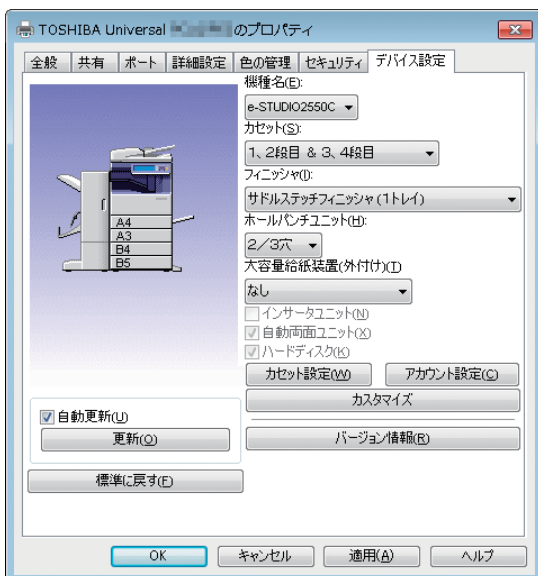 TOSHIBA Universal のプロパティ
全般 共有 ポート 詳細設定 色の管理 セキュリティ デバイス設定
機種名(E):
e-STUDIO2550C
カセット(S):
1、2段目 & 3、4段目
フィニッシャ(I):
サドルステッチフィニッシャ(1トレイ)
ホールパンチユニット(H):
2/3穴
大容量給紙装置(外付け)(T)
なし
インサータユニット(N)
自動両面ユニット(X)
ハードディスク(K)
カセット設定(W) アカウント設定(C)
カスタマイズ
バージョン情報(R)
A4
A3
B4
B5
自動更新(U)
更新(O)
標準に戻す(F)
OK キャンセル 適用(A) ヘルプ